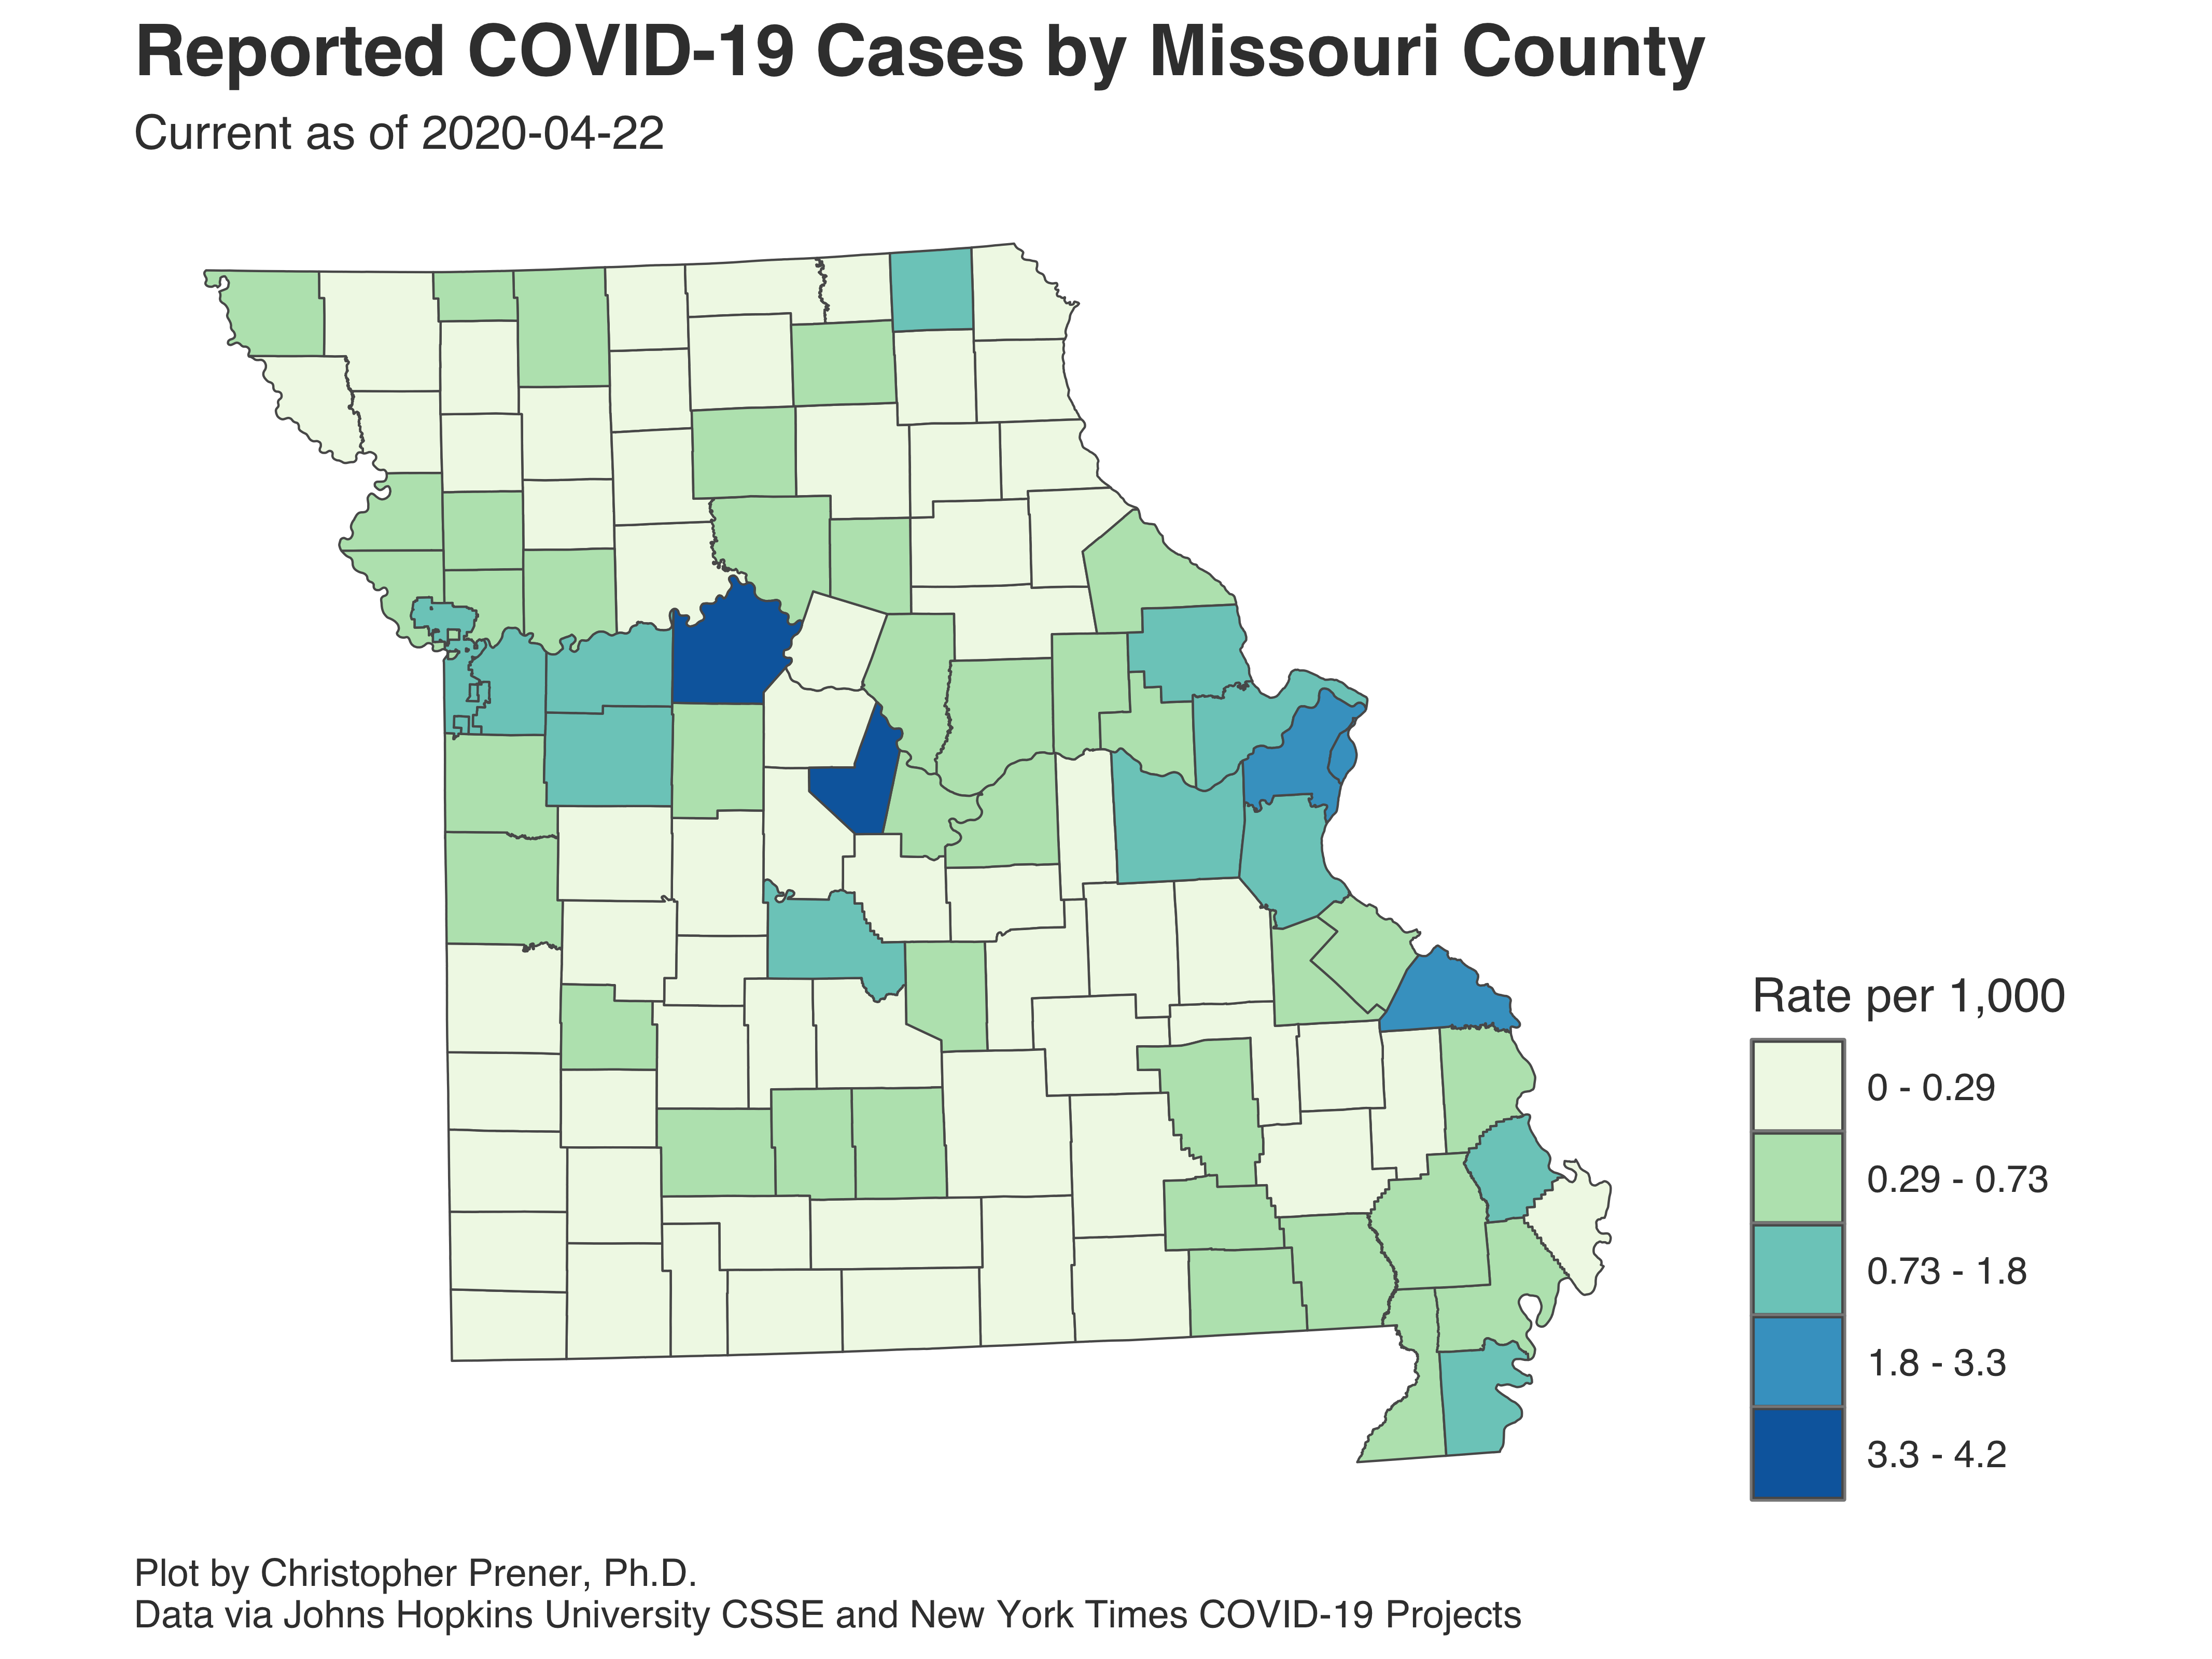 Reported COVID-19 Cases by Missouri County
Current as of 2020-04-22
Rate per 1,000
0 - 0.29
0.29 - 0.73
0.73 - 1.8
1.8 - 3.3
3.3 - 4.2
Plot by Christopher Prener, Ph.D.
Data via Johns Hopkins University CSSE and New York Times COVID-19 Projects